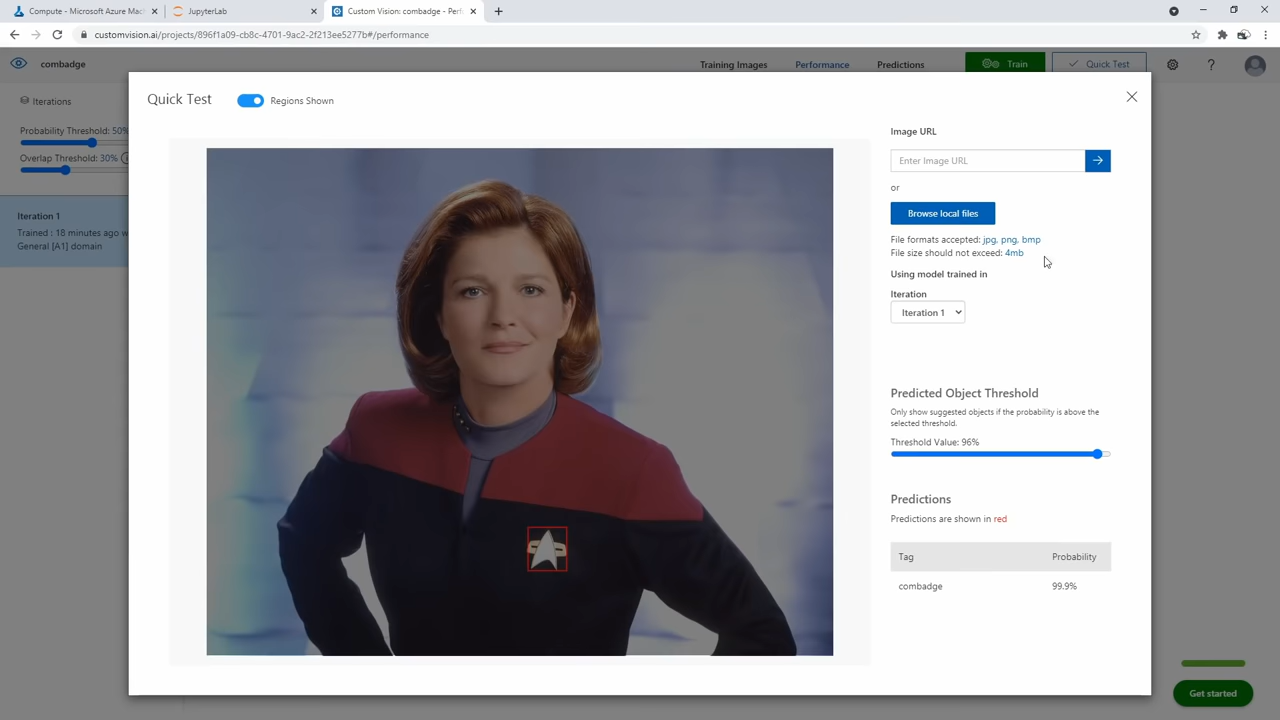 Compute - Microsoft Azure Mac
JupyterLab
Custom Vision: combadge - Perf
customvision.ai/projects/896f1a09-cb8c-4701-9ac2-2f213ee5277b#/performance
combadge
Training Images
Performance
Predictions
Train
Quick Test
?
Iterations
Probability Threshold: 50%
Overlap Threshold: 30%
Iteration 1
Trained : 18 minutes ago w
General [A1] domain
Quick Test
Regions Shown
Image URL
Enter Image URL
or
Browse local files
File formats accepted: jpg, png, bmp
File size should not exceed: 4mb
Using model trained in
Iteration
Iteration 1
Predicted Object Threshold
Only show suggested objects if the probability is above the
selected threshold.
Threshold Value: 96%
Predictions
Predictions are shown in red
Tag Probability
combadge 99.9%
Get started